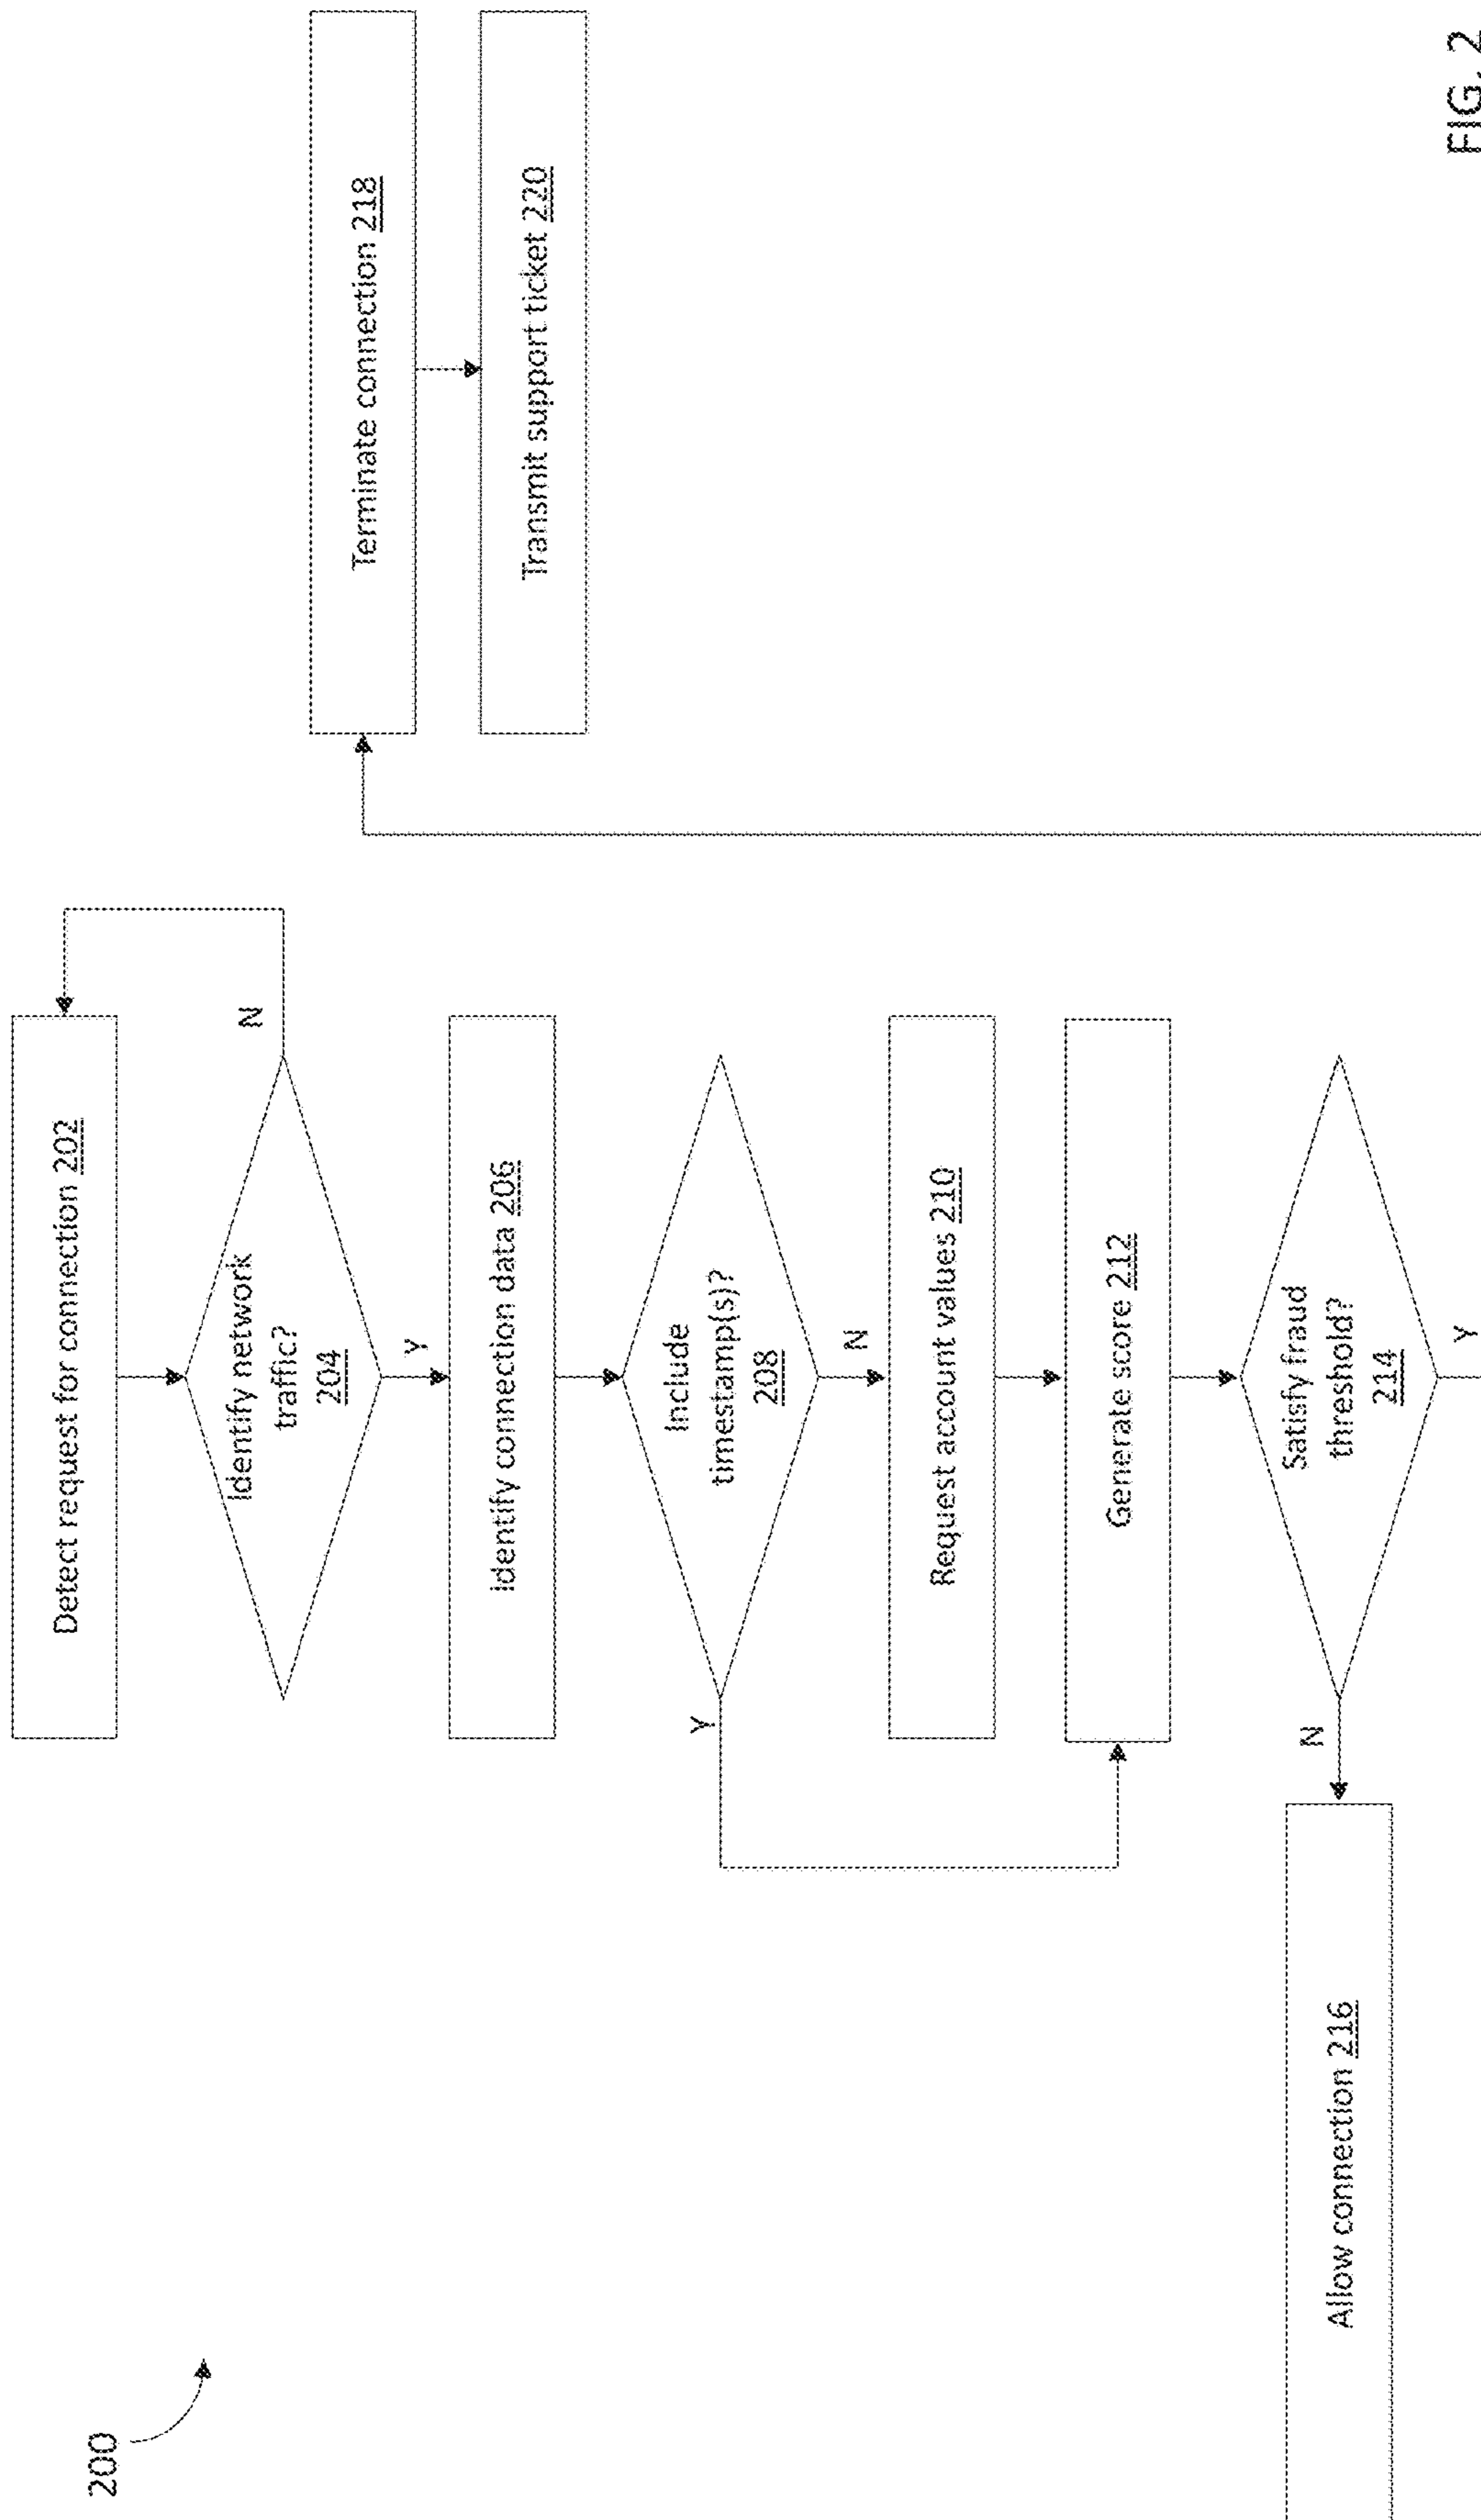 200
Detect request for connection 202
Identify network
traffic?
204
N
Y
Identify connection data 206
Include
timestamp(s)?
208
Y
N
Request account values 210
Generate score 212
Satisfy fraud
threshold?
214
N
Y
Allow connection 216
Terminate connection 218
Transmit support ticket 220
FIG. 2